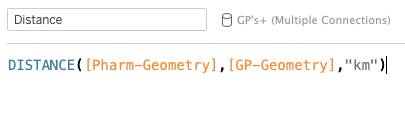 Distance
GP's+ (Multiple Connections)
DISTANCE([Pharm-Geometry],[GP-Geometry],"km")